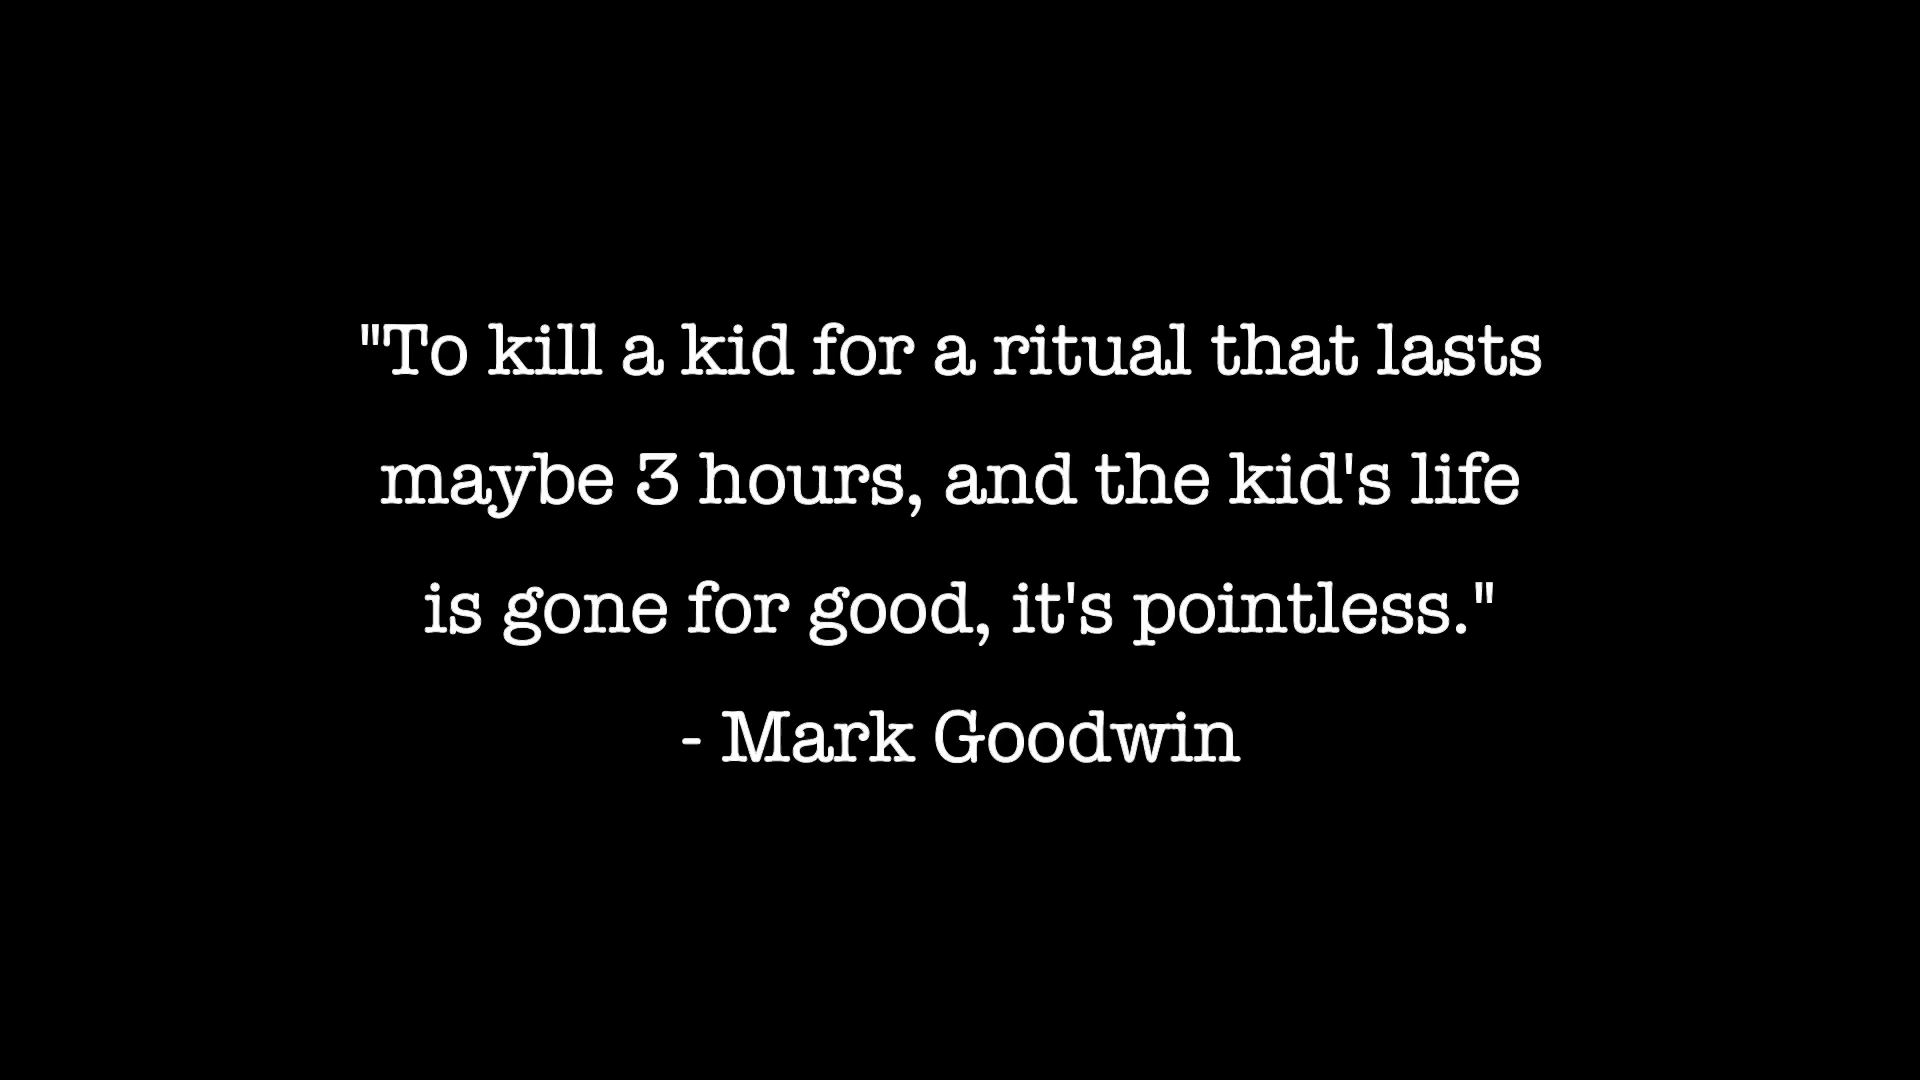 "To kill a kid for a ritual that lasts
maybe 3 hours, and the kid's life
is gone for good, it's pointless."
- Mark Goodwin